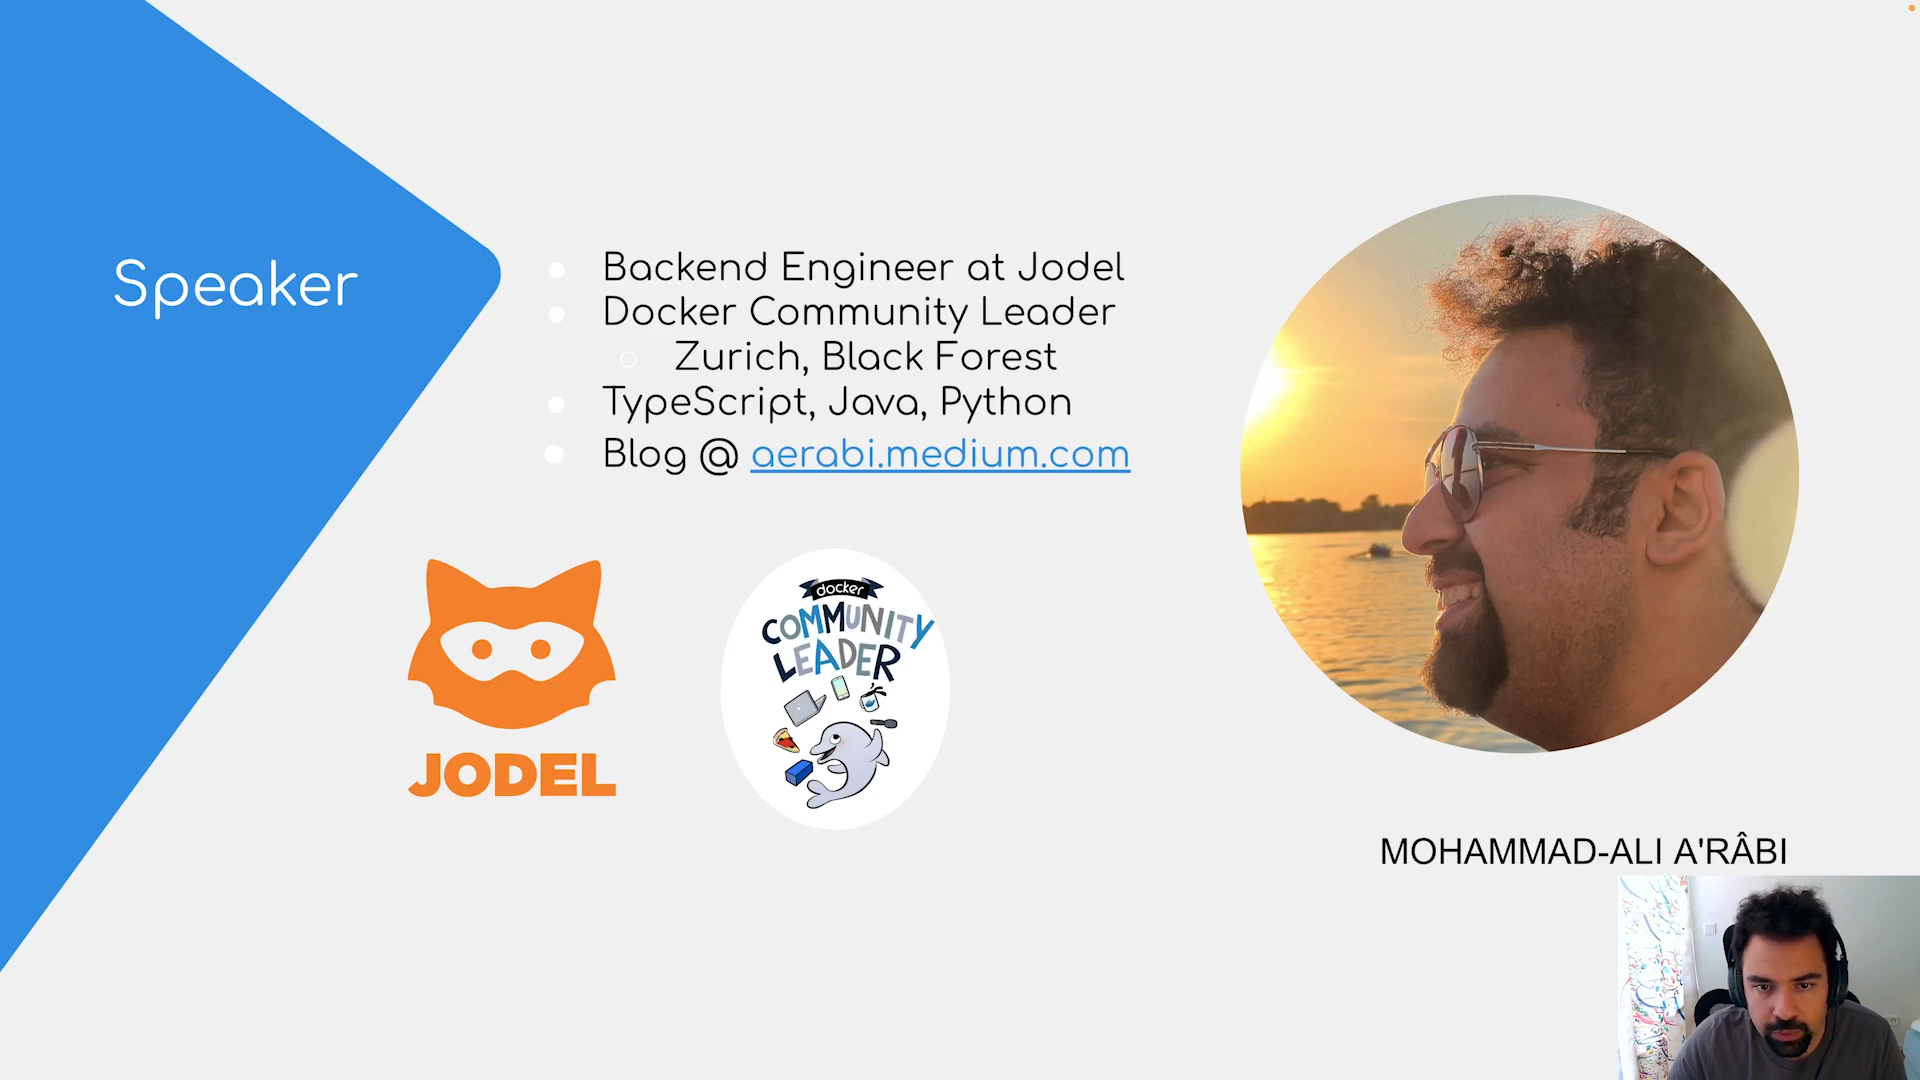 Speaker
Backend Engineer at Jodel
Docker Community Leader
Zurich, Black Forest
TypeScript, Java, Python
Blog @ aerabi.medium.com
JODEL
docker
COMMUNITY
LEADER
MOHAMMAD-ALI A'RÂBI